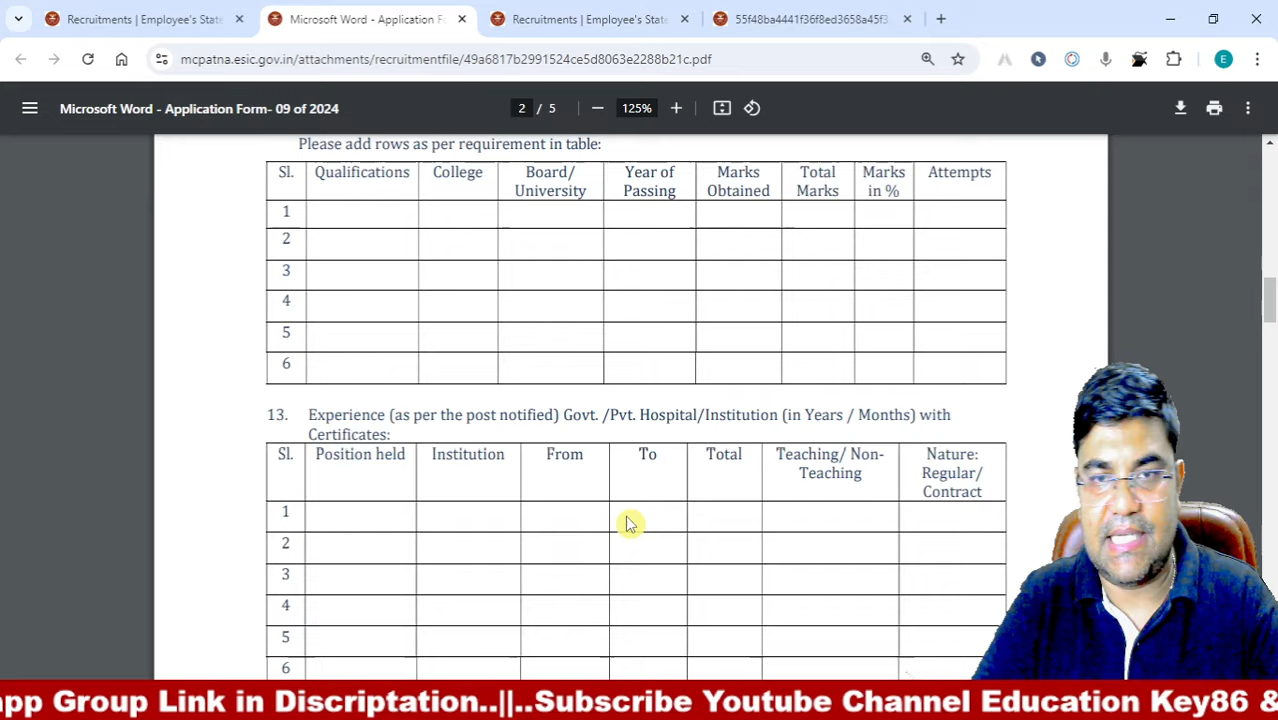 Recruitments | Employee's State
Microsoft Word - Application Fo
Recruitments | Employee's State
55f48ba4441f36f8ed3658a45f3
mcpatna.esic.gov.in/attachments/recruitmentfile/49a6817b2991524ce5d8063e2288b21c.pdf
E
Microsoft Word - Application Form- 09 of 2024
2 / 5
125%
Please add rows as per requirement in table:
Sl. Qualifications College Board/ University Year of Passing Marks Obtained Total Marks Marks in % Attempts
1
2
3
4
5
6
13. Experience (as per the post notified) Govt. /Pvt. Hospital/Institution (in Years / Months) with
Certificates:
Sl. Position held Institution From To Total Teaching/ Non-Teaching Nature: Regular/ Contract
1
2
3
4
5
6
app Group Link in Discriptation..||..Subscribe Youtube Channel Education Key86 &